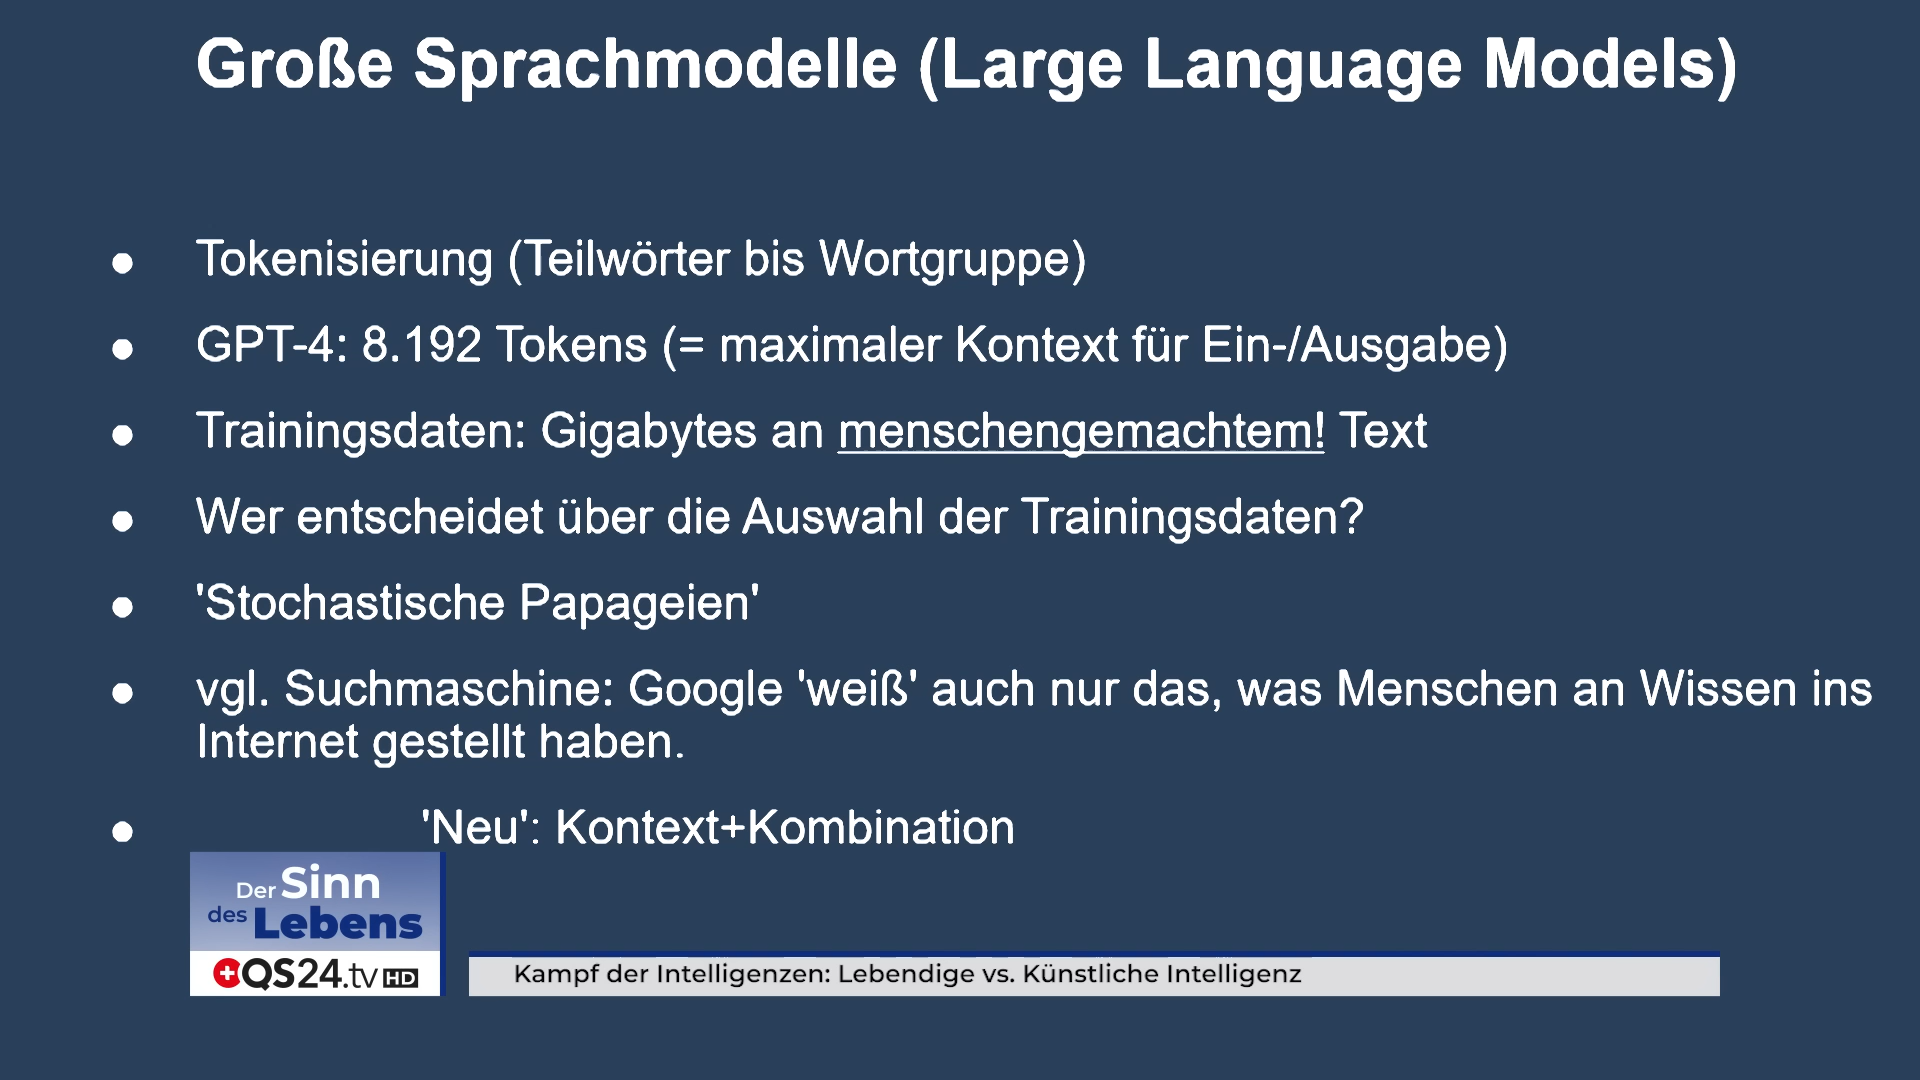 Große Sprachmodelle (Large Language Models)
● Tokenisierung (Teilwörter bis Wortgruppe)
● GPT-4: 8.192 Tokens (= maximaler Kontext für Ein-/Ausgabe)
● Trainingsdaten: Gigabytes an menschengemachtem! Text
● Wer entscheidet über die Auswahl der Trainingsdaten?
● 'Stochastische Papageien'
● vgl. Suchmaschine: Google 'weiß' auch nur das, was Menschen an Wissen ins
Internet gestellt haben.
● 'Neu': Kontext+Kombination
Der Sinn
des Lebens
QS24.tv HD
Kampf der Intelligenzen: Lebendige vs. Künstliche Intelligenz